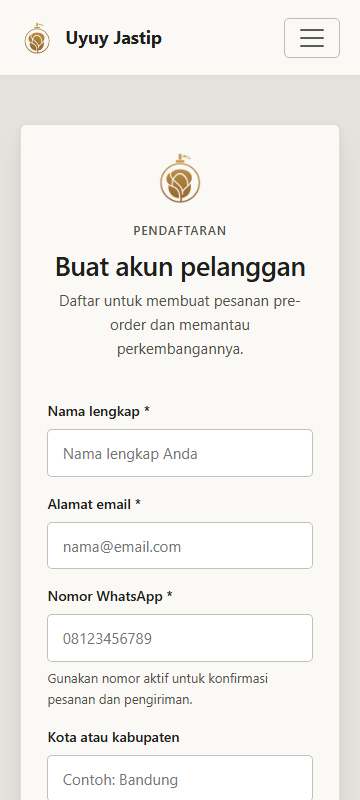 Uyuy Jastip
PENDAFTARAN
Buat akun pelanggan
Daftar untuk membuat pesanan pre-
order dan memantau
perkembangannya.
Nama lengkap *
Nama lengkap Anda
Alamat email *
nama@email.com
Nomor WhatsApp *
08123456789
Gunakan nomor aktif untuk konfirmasi
pesanan dan pengiriman.
Kota atau kabupaten
Contoh: Bandung